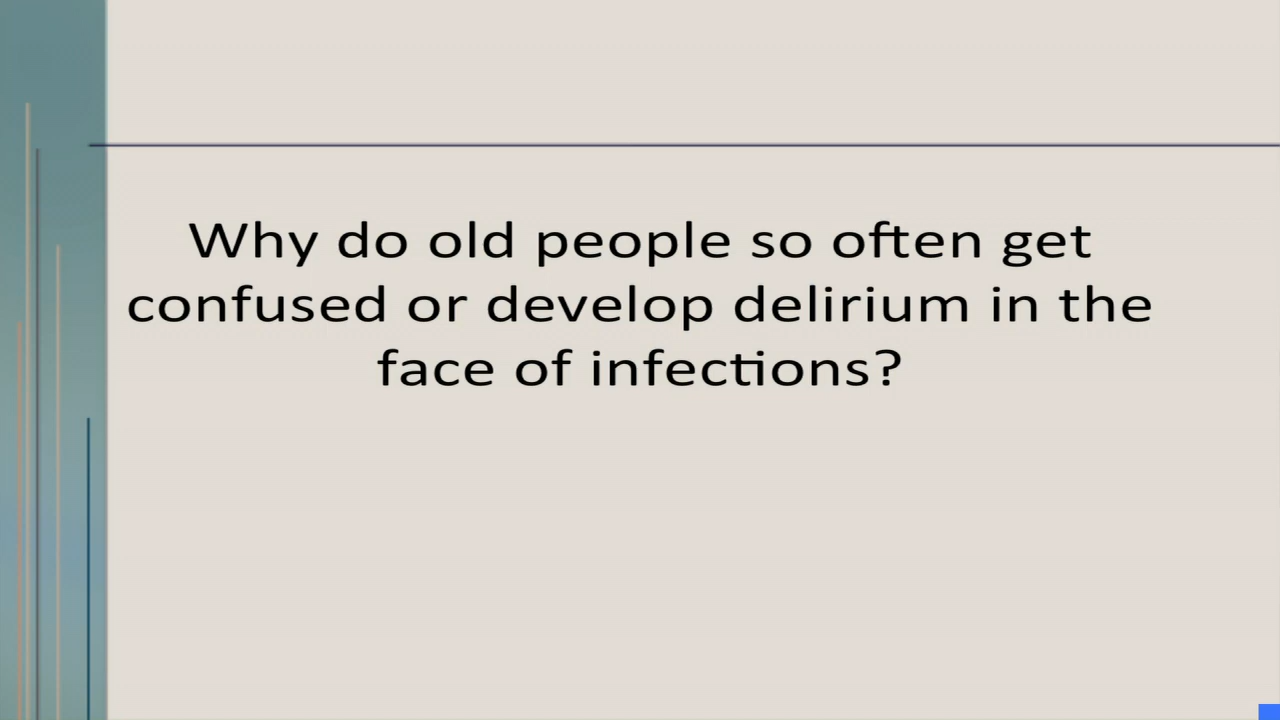 Why do old people so often get
confused or develop delirium in the
face of infections?